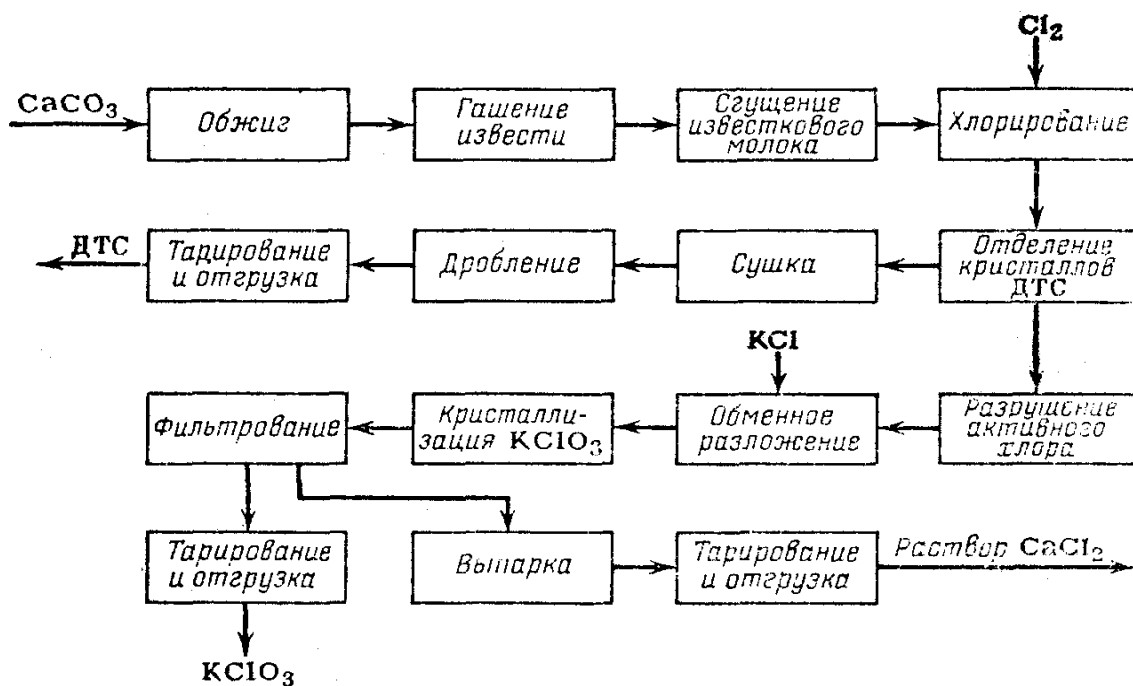 Cl₂
CaCO₃
Обжиг
Гашение
извести
Сгущение
известкового
молока
Хлорирование
ДТС
Тарирование
и отгрузка
Дробление
Сушка
Отделение
кристаллов
ДТС
KCl
Фильтрование
Кристалли-
зация KClO₃
Обменное
разложение
Разрушение
активного
хлора
Тарирование
и отгрузка
Выпарка
Тарирование
и отгрузка
Раствор CaCl₂
KClO₃